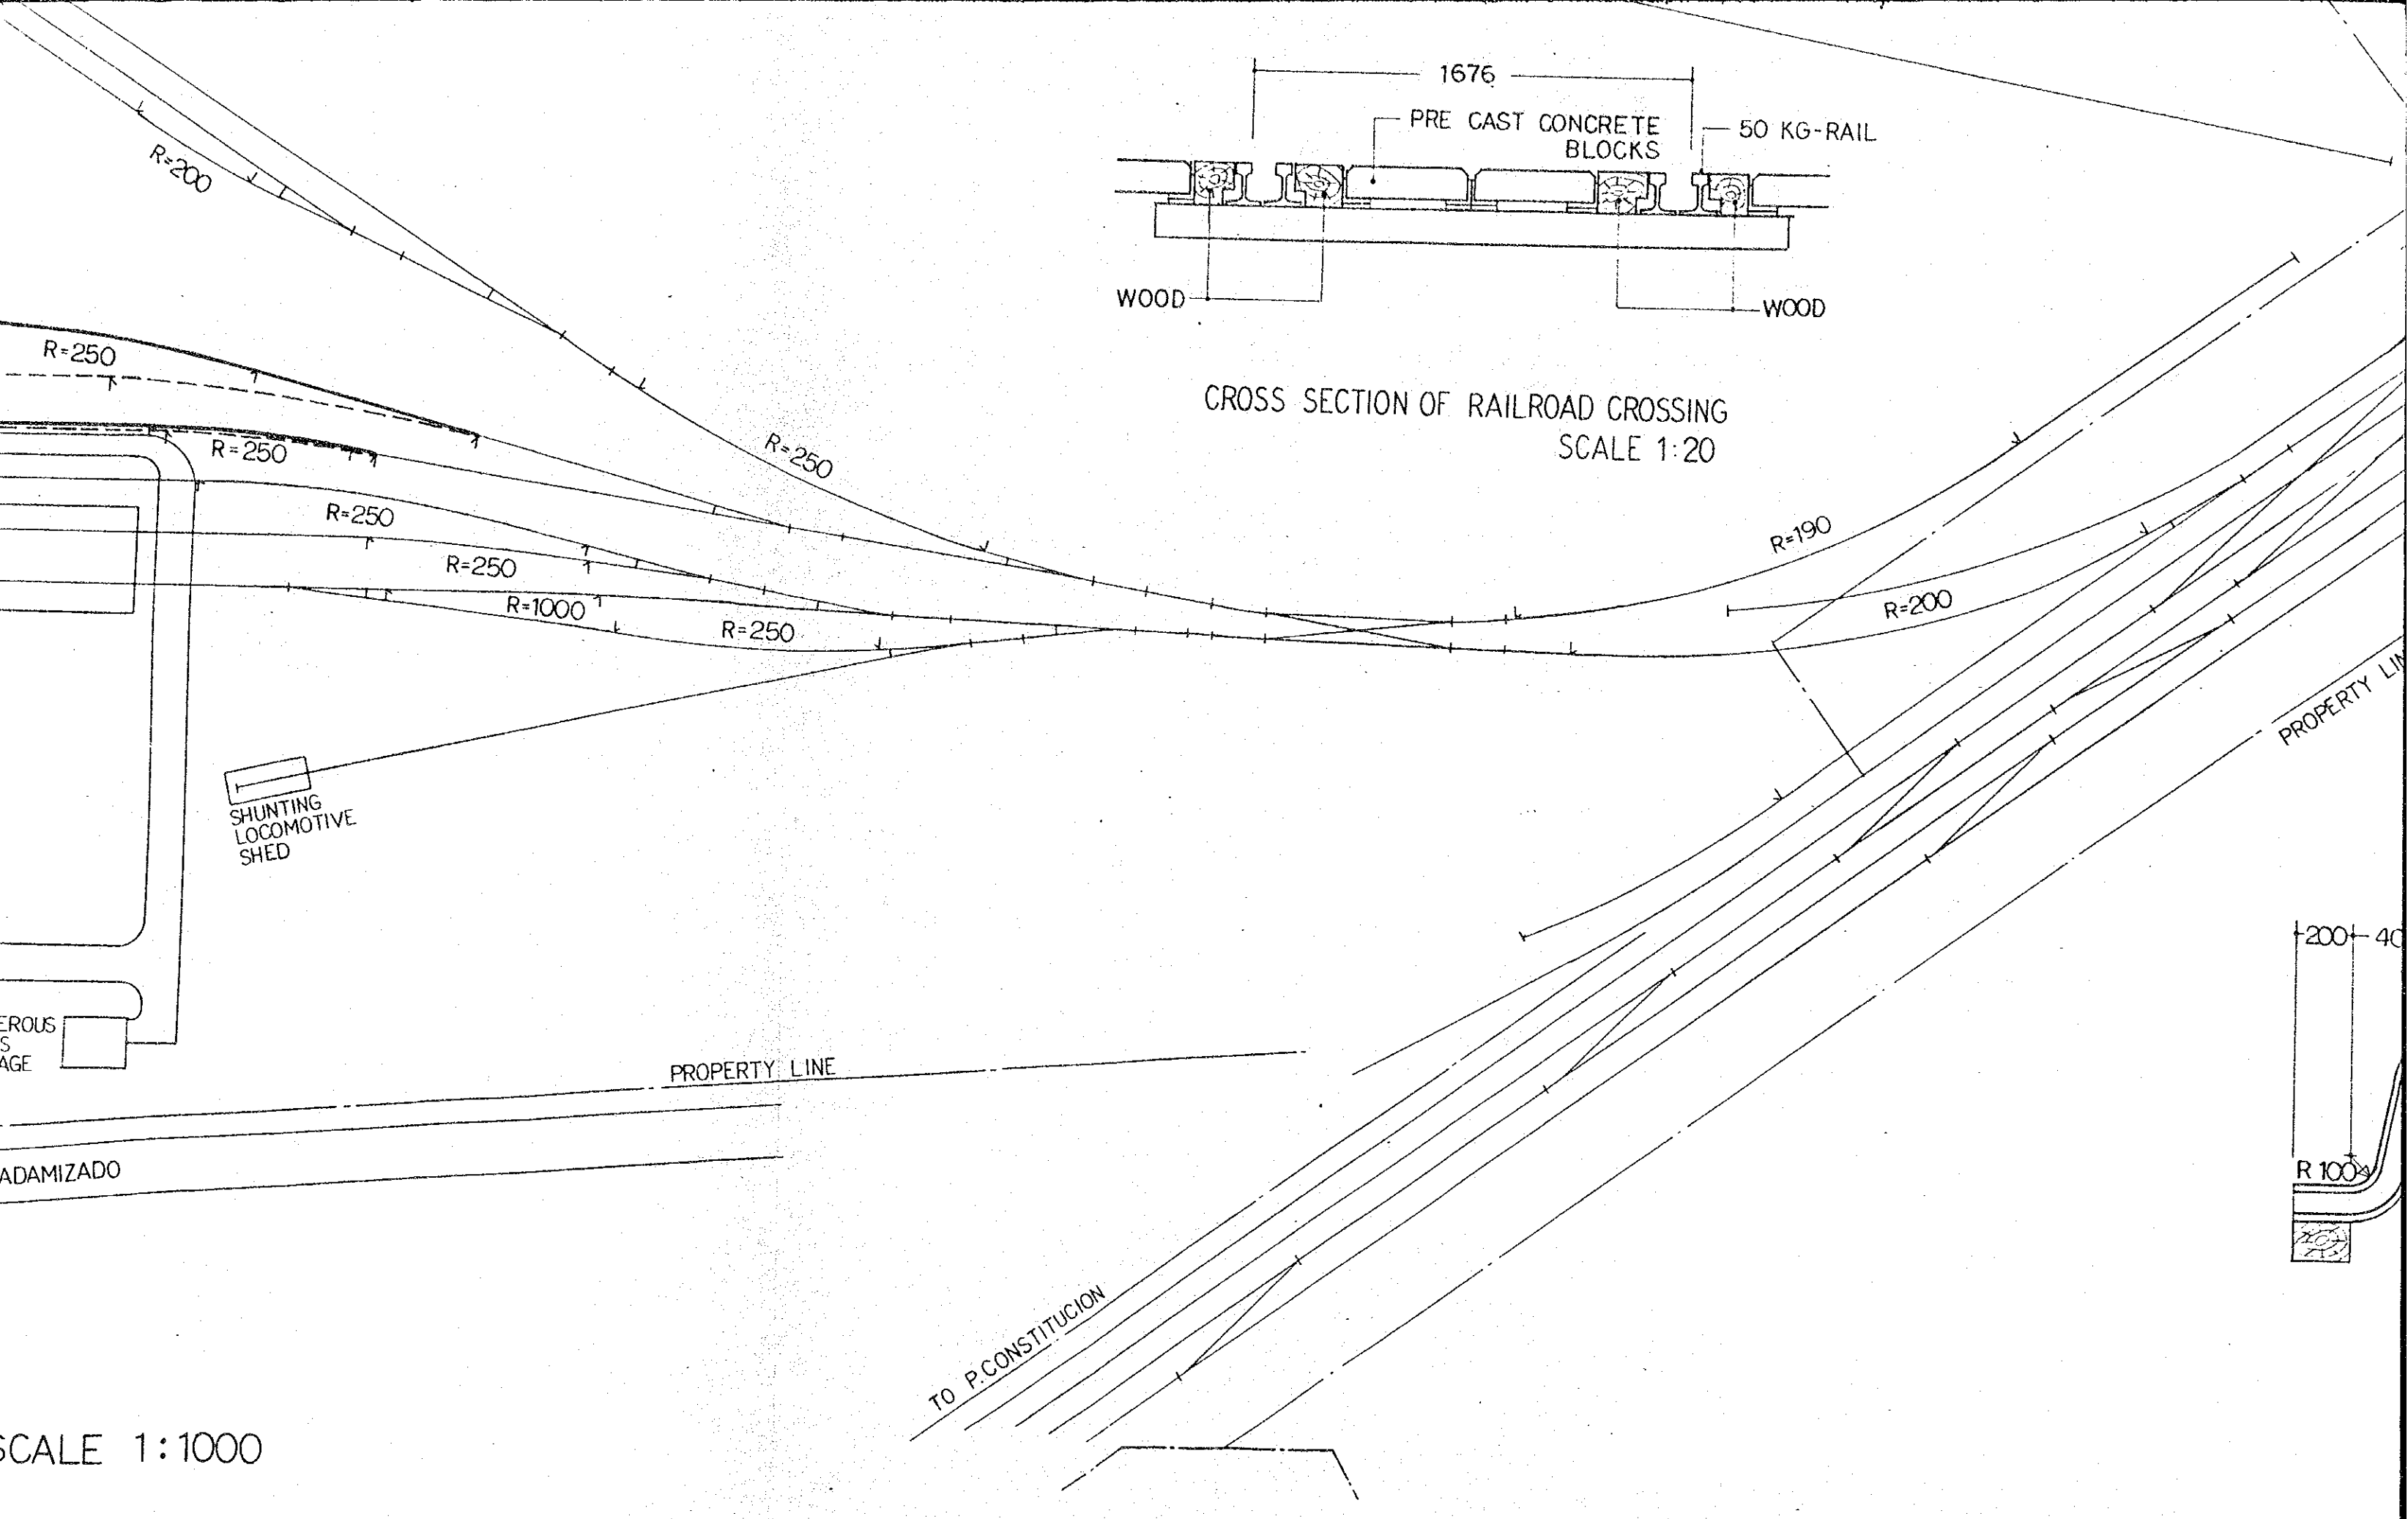 1676
PRE CAST CONCRETE
BLOCKS
50 KG-RAIL
WOOD
WOOD
CROSS SECTION OF RAILROAD CROSSING
SCALE 1:20
R=200
R=250
R=250
R=250
R=250
R=250
R=1000
R=250
R=190
R=200
SHUNTING
LOCOMOTIVE
SHED
PROPERTY LIN
200 40
R 100
EROUS
S
AGE
PROPERTY LINE
ADAMIZADO
TO P.CONSTITUCION
SCALE 1:1000